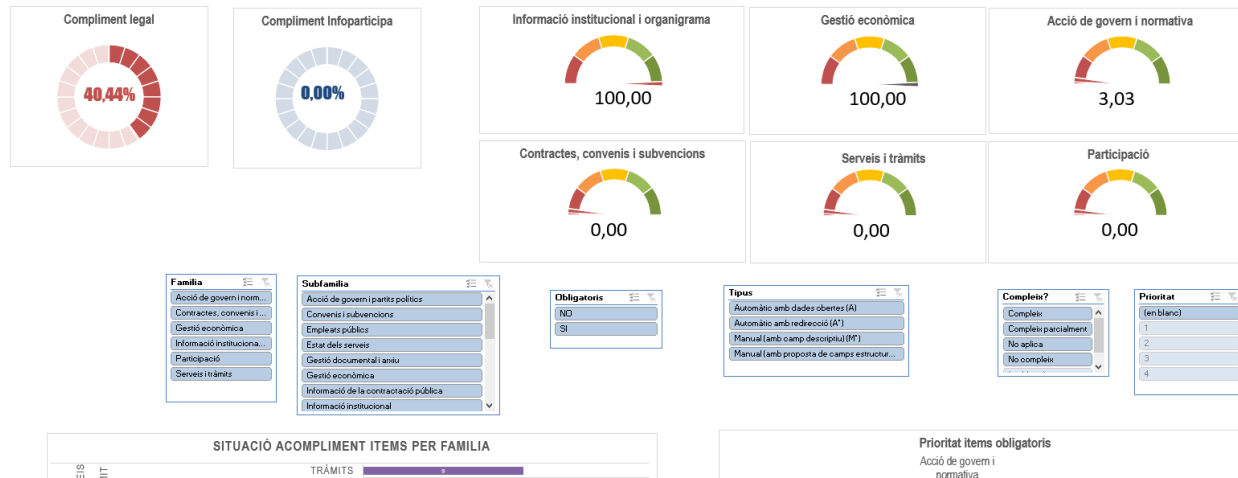 Compliment legal
40,44%
Compliment Infoparticipa
0,00%
Informació institucional i organigrama
100,00
Gestió econòmica
100,00
Acció de govern i normativa
3,03
Contractes, convenis i subvencions
0,00
Serveis i tràmits
0,00
Participació
0,00
Familia
Acció de govern i norm...
Contractes, convenis i...
Gestió econòmica
Informació instituciona...
Participació
Serveis i tràmits
Subfamilia
Acció de govern i partits polítics
Convenis i subvencions
Empleats públics
Estat dels serveis
Gestió documental i arxiu
Gestió econòmica
Informació de la contractació pública
Informació institucional
Obligatoris
NO
SI
Tipus
Automàtic amb dades obertes (A)
Automàtic amb redirecció (A*)
Manual (amb camp descriptiu) (M*)
Manual (amb proposta de camps estructur...
Compleix?
Compleix
Compleix parcialment
No aplica
No compleix
Prioritat
(en blanc)
1
2
3
4
SITUACIÓ ACOMPLIMENT ITEMS PER FAMILIA
TRÀMITS
Prioritat items obligatoris
Acció de govern i
normativa